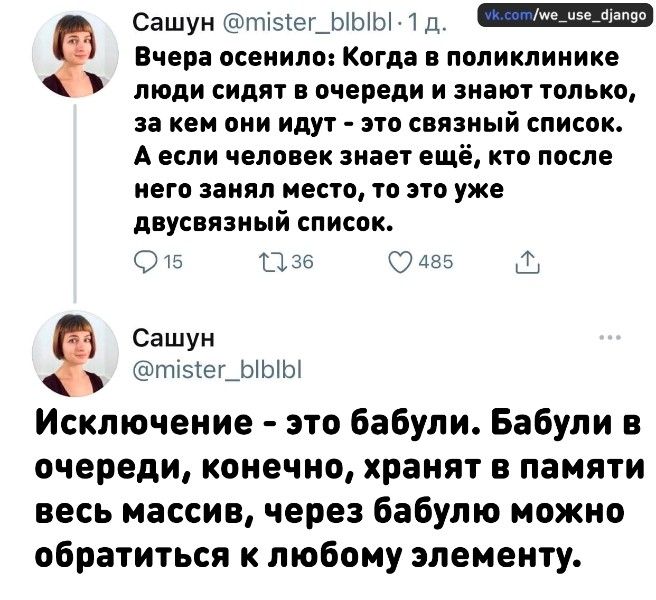 Сашун @mister_blblbl · 1 д.
vk.com/we_use_django
Вчера осенило: Когда в поликлинике
люди сидят в очереди и знают только,
за кем они идут - это связный список.
А если человек знает ещё, кто после
него занял место, то это уже
двусвязный список.
15 36 485
Сашун
@mister_blblbl
Исключение - это бабули. Бабули в
очереди, конечно, хранят в памяти
весь массив, через бабулю можно
обратиться к любому элементу.